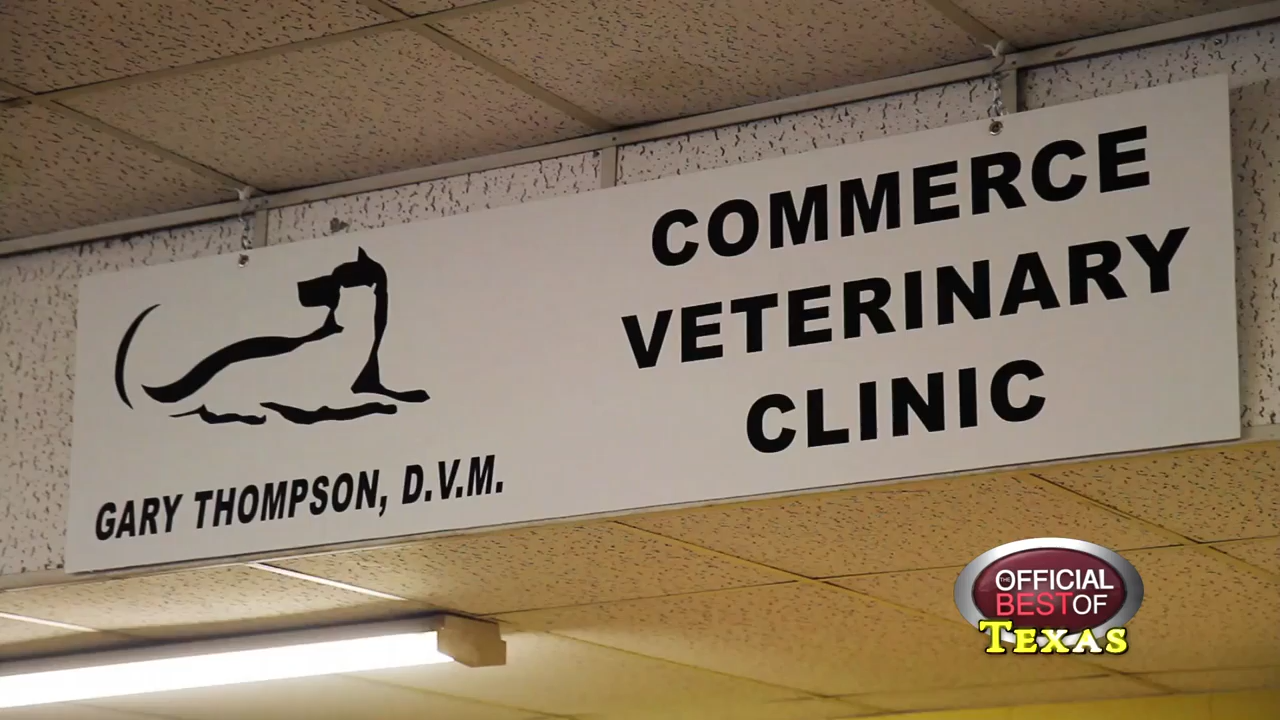 COMMERCE
VETERINARY
CLINIC
GARY THOMPSON, D.V.M.
THE OFFICIAL
BEST OF
TEXAS